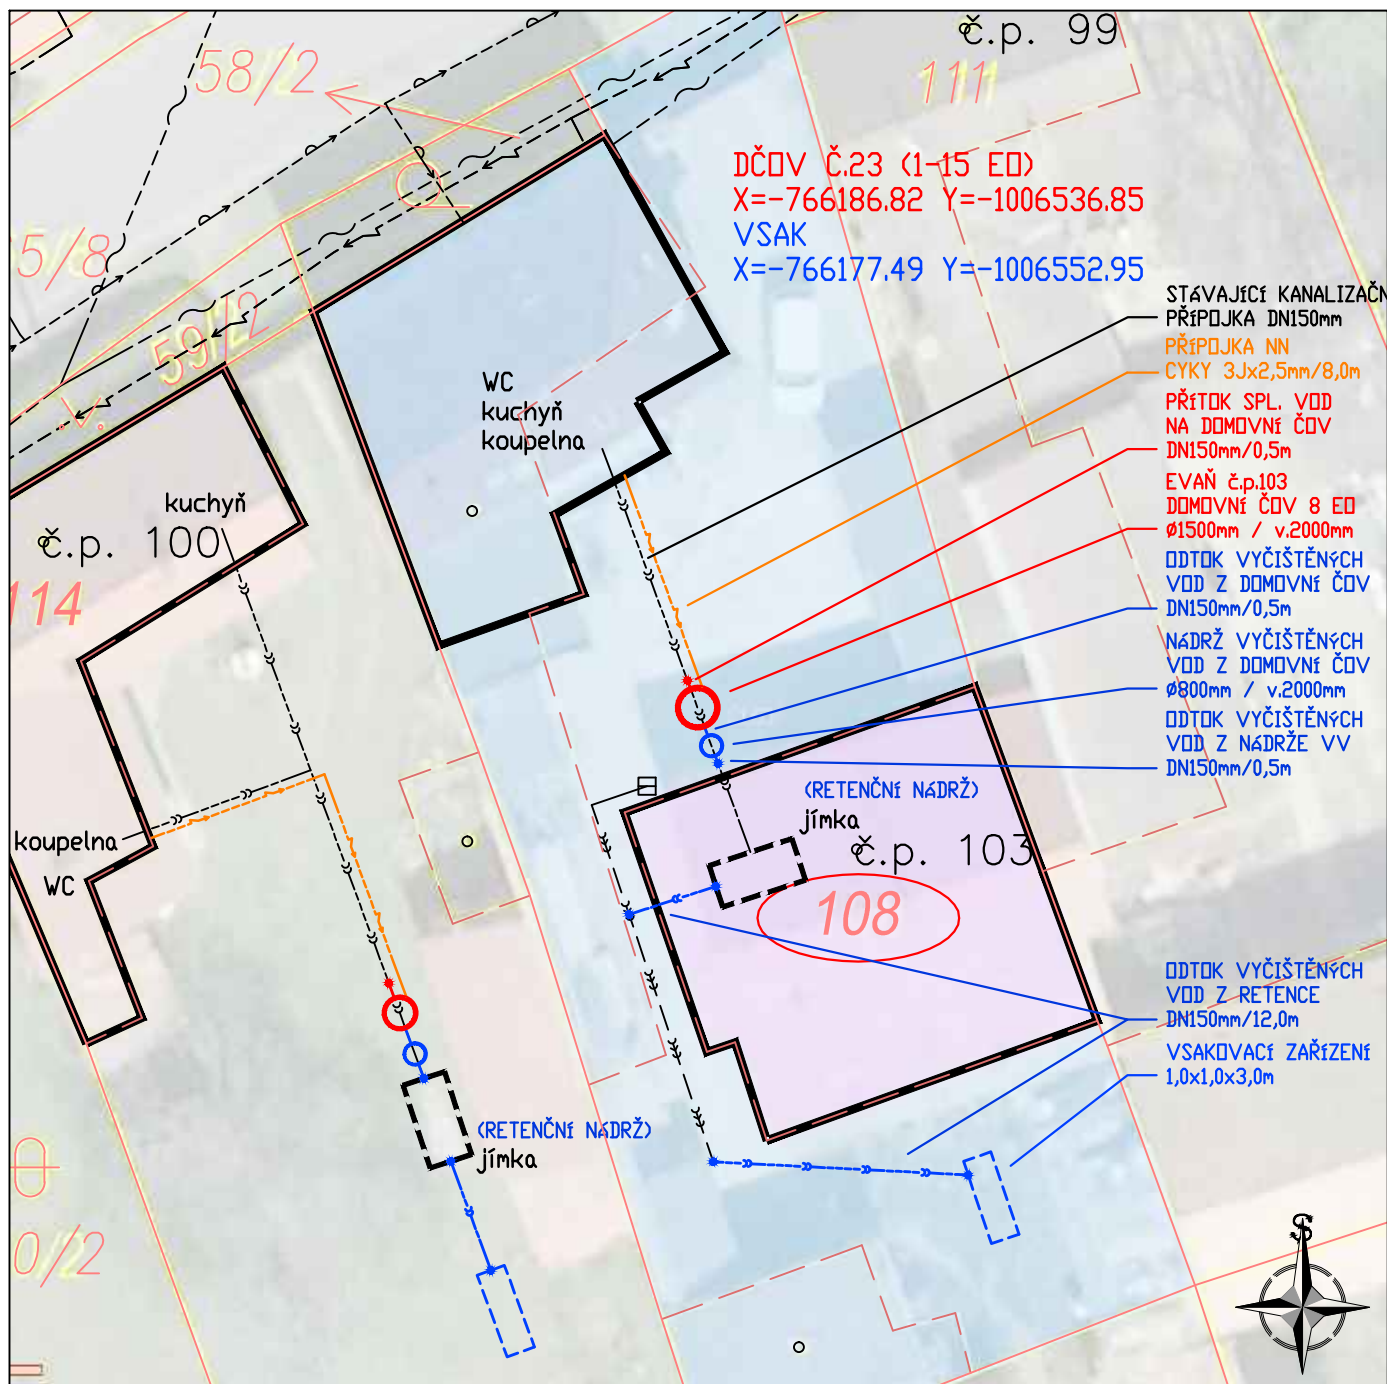 č.p. 99
58/2
111
DČOV Č.23 (1-15 EO)
X=-766186.82 Y=-1006536.85
VSAK
X=-766177.49 Y=-1006552.95
5/8
59/2
STÁVAJÍCÍ KANALIZAČN
PŘÍPOJKA DN150mm
PŘÍPOJKA NN
CYKY 3Jx2,5mm/8,0m
PŘÍTOK SPL. VOD
NA DOMOVNÍ ČOV
DN150mm/0,5m
EVAŇ č.p.103
DOMOVNÍ ČOV 8 EO
Ø1500mm / v.2000mm
ODTOK VYČIŠTĚNÝCH
VOD Z DOMOVNÍ ČOV
DN150mm/0,5m
NÁDRŽ VYČIŠTĚNÝCH
VOD Z DOMOVNÍ ČOV
Ø800mm / v.2000mm
ODTOK VYČIŠTĚNÝCH
VOD Z NÁDRŽE VV
DN150mm/0,5m
WC
kuchyň
koupelna
kuchyň
č.p. 100
114
koupelna
WC
(RETENČNÍ NÁDRŽ)
jímka
č.p. 103
108
ODTOK VYČIŠTĚNÝCH
VOD Z RETENCE
DN150mm/12,0m
VSAKOVACÍ ZAŘÍZENÍ
1,0x1,0x3,0m
(RETENČNÍ NÁDRŽ)
jímka
0/2
S